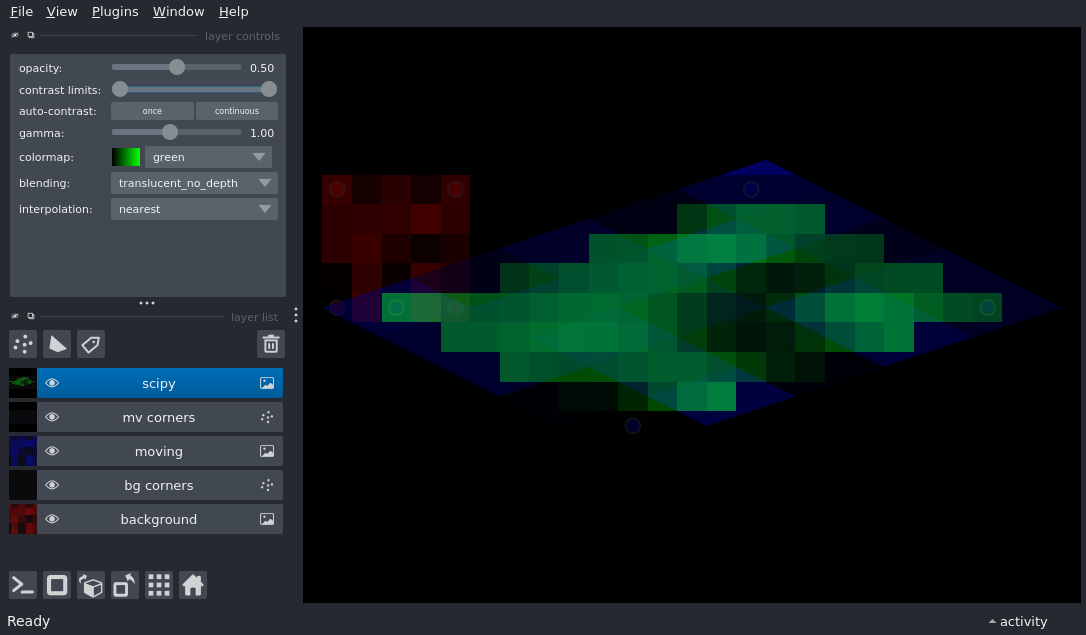 File View Plugins Window Help
layer controls
opacity: 0.50
contrast limits:
auto-contrast: once continuous
gamma: 1.00
colormap: green
blending: translucent_no_depth
interpolation: nearest
layer list
scipy
mv corners
moving
bg corners
background
Ready activity